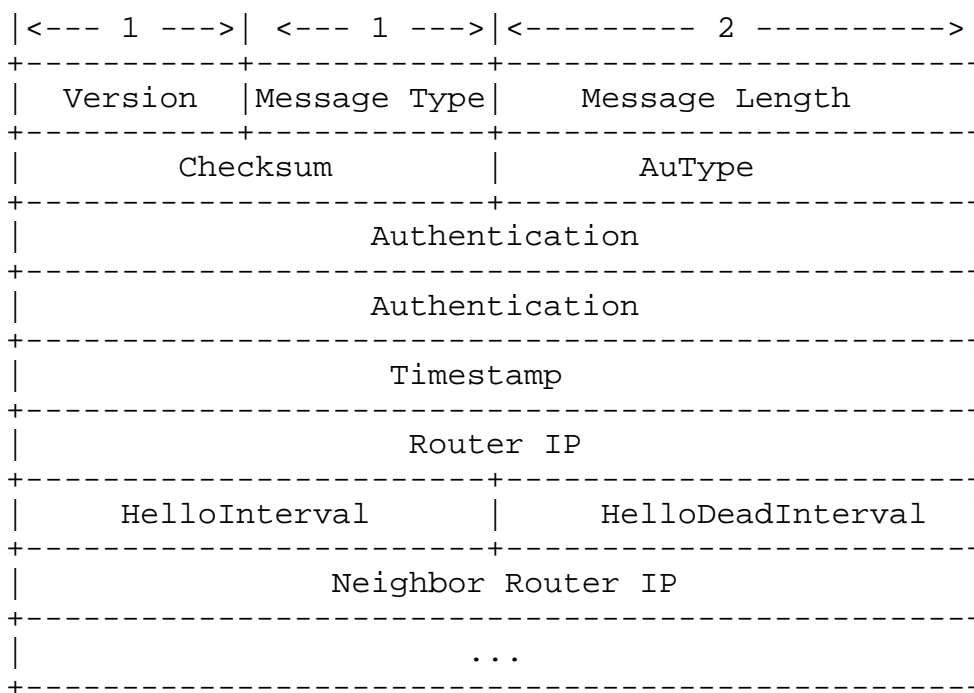 |<--- 1 --->| <--- 1 --->|<--------- 2 ---------->
+-----------+------------+-------------------------
| Version |Message Type| Message Length
+-----------+------------+-------------------------
| Checksum | AuType
+------------------------+-------------------------
| Authentication
+--------------------------------------------------
| Authentication
+--------------------------------------------------
| Timestamp
+--------------------------------------------------
| Router IP
+------------------------+-------------------------
| HelloInterval | HelloDeadInterval
+------------------------+-------------------------
| Neighbor Router IP
+--------------------------------------------------
| ...
+--------------------------------------------------